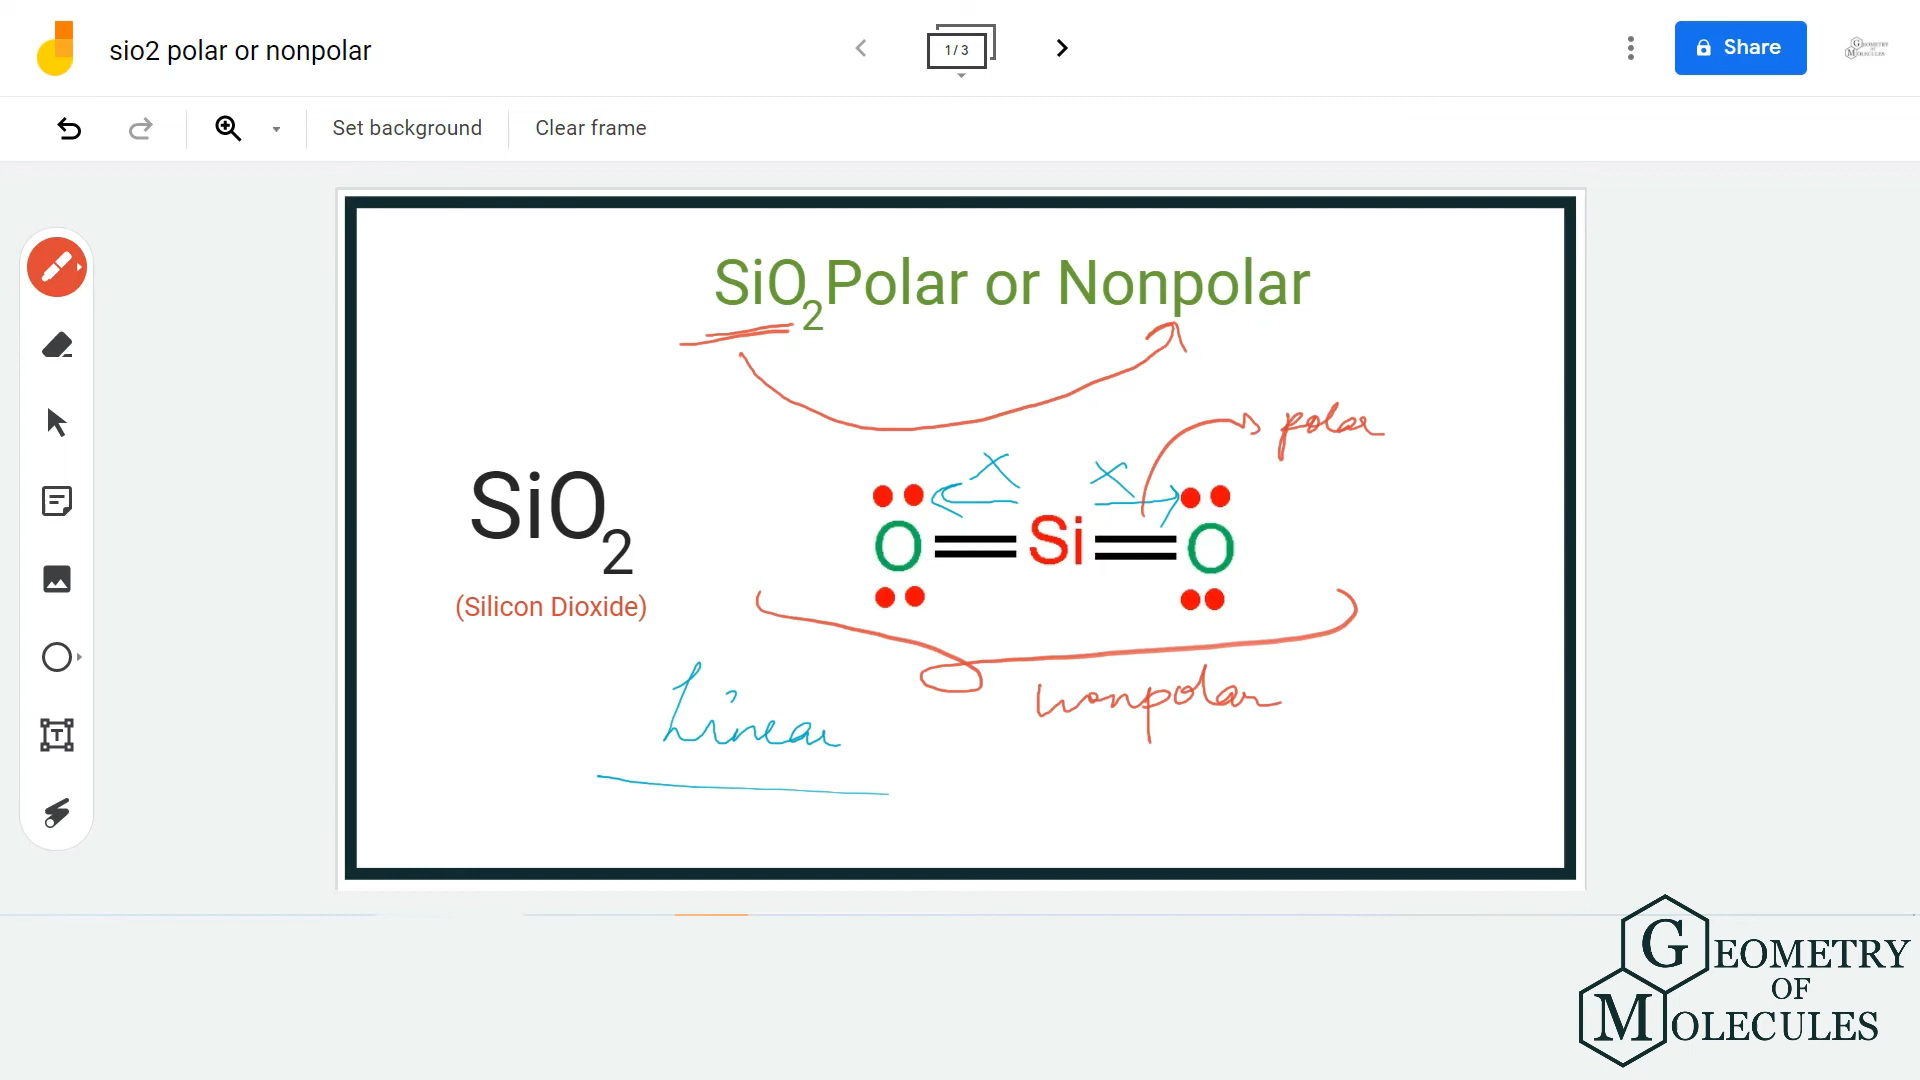 sio2 polar or nonpolar
1/3
Share
Set background
Clear frame
SiO2 Polar or Nonpolar
polar
X X
SiO2
O=Si=O
(Silicon Dioxide)
nonpolar
Linear
GEOMETRY
OF
MOLECULES